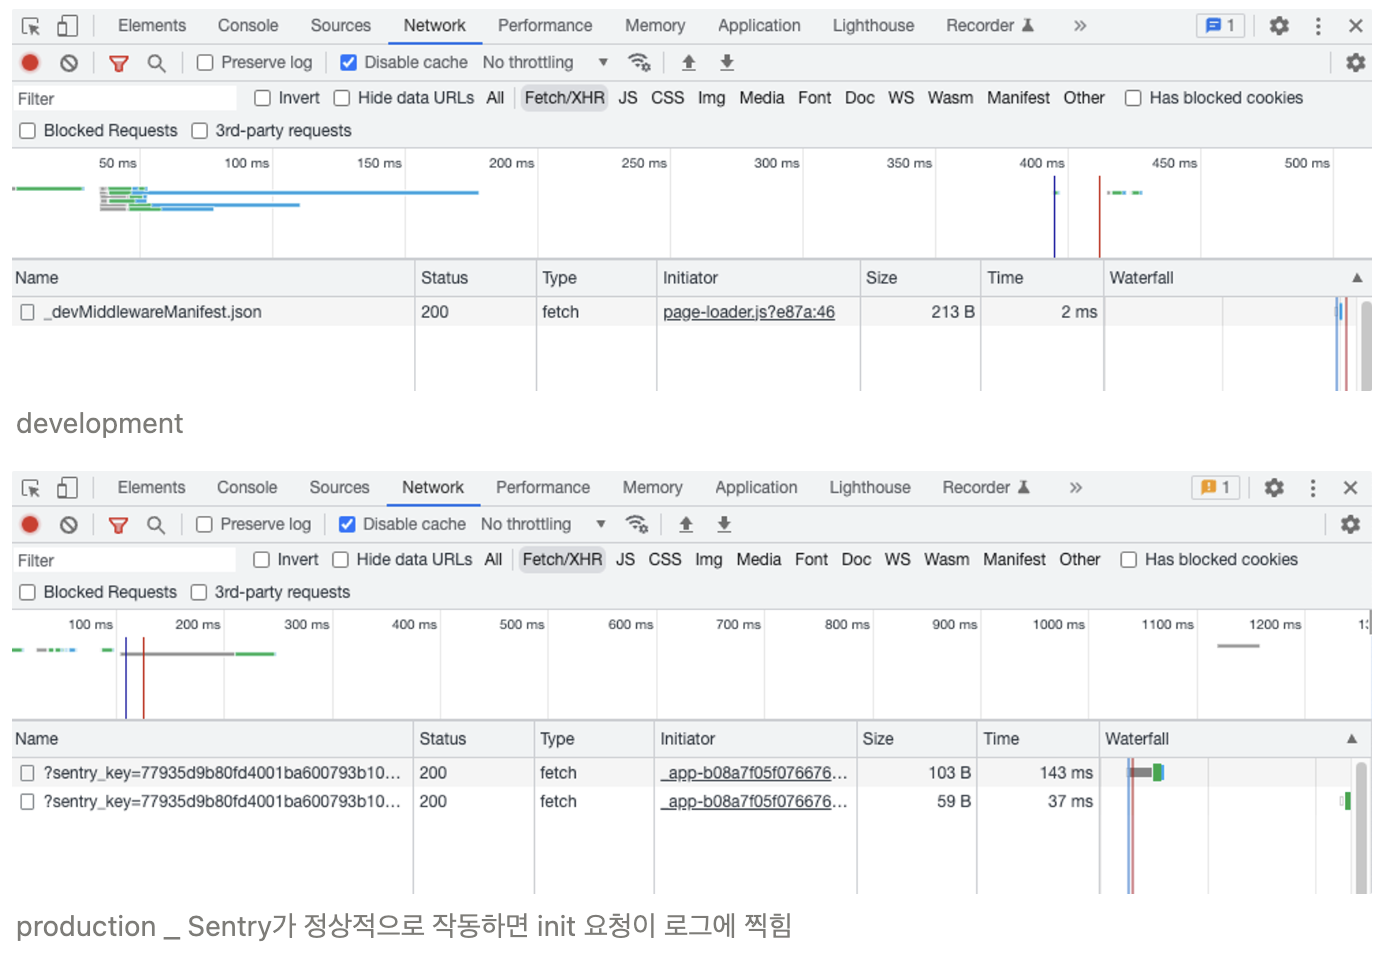 Elements Console Sources Network Performance Memory Application Lighthouse Recorder » 1
Preserve log Disable cache No throttling
Filter Invert Hide data URLs All Fetch/XHR JS CSS Img Media Font Doc WS Wasm Manifest Other Has blocked cookies
Blocked Requests 3rd-party requests
50 ms 100 ms 150 ms 200 ms 250 ms 300 ms 350 ms 400 ms 450 ms 500 ms
Name Status Type Initiator Size Time Waterfall
_devMiddlewareManifest.json 200 fetch page-loader.js?e87a:46 213 B 2 ms
development
Elements Console Sources Network Performance Memory Application Lighthouse Recorder » 1
Preserve log Disable cache No throttling
Filter Invert Hide data URLs All Fetch/XHR JS CSS Img Media Font Doc WS Wasm Manifest Other Has blocked cookies
Blocked Requests 3rd-party requests
100 ms 200 ms 300 ms 400 ms 500 ms 600 ms 700 ms 800 ms 900 ms 1000 ms 1100 ms 1200 ms
Name Status Type Initiator Size Time Waterfall
?sentry_key=77935d9b80fd4001ba600793b10... 200 fetch _app-b08a7f05f076676... 103 B 143 ms
?sentry_key=77935d9b80fd4001ba600793b10... 200 fetch _app-b08a7f05f076676... 59 B 37 ms
production _ Sentry가 정상적으로 작동하면 init 요청이 로그에 찍힘